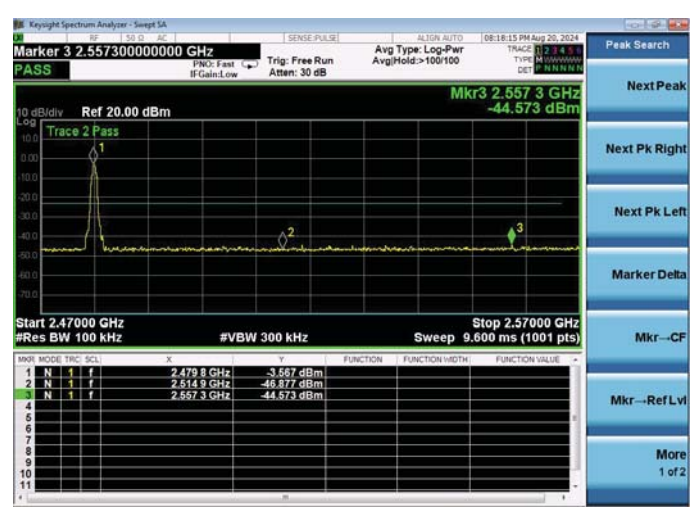 Keysight Spectrum Analyzer - Swept SA
RF 50 Ω AC SENSE:PULSE ALIGN AUTO 08:18:15 PM Aug 20, 2024
Marker 3 2.557300000000 GHz
PASS
PNO: Fast
IFGain:Low
Trig: Free Run
Atten: 30 dB
Avg Type: Log-Pwr
Avg|Hold:>100/100
TRACE 1 2 3 4 5 6
TYPE M
DET P N N N N N
Mkr3 2.557 3 GHz
-44.573 dBm
10 dB/div Ref 20.00 dBm
Log
Trace 2 Pass
10.0
0.00
-10.0
-20.0
-30.0
-40.0
-50.0
-60.0
-70.0
1
2
3
Start 2.47000 GHz Stop 2.57000 GHz
#Res BW 100 kHz #VBW 300 kHz Sweep 9.600 ms (1001 pts)
MKR MODE TRC SCL X Y FUNCTION FUNCTION WIDTH FUNCTION VALUE
1 N 1 f 2.479 8 GHz -3.567 dBm
2 N 1 f 2.514 9 GHz -46.877 dBm
3 N 1 f 2.557 3 GHz -44.573 dBm
4
5
6
7
8
9
10
11
Peak Search
Next Peak
Next Pk Right
Next Pk Left
Marker Delta
Mkr→CF
Mkr→Ref Lvl
More
1 of 2